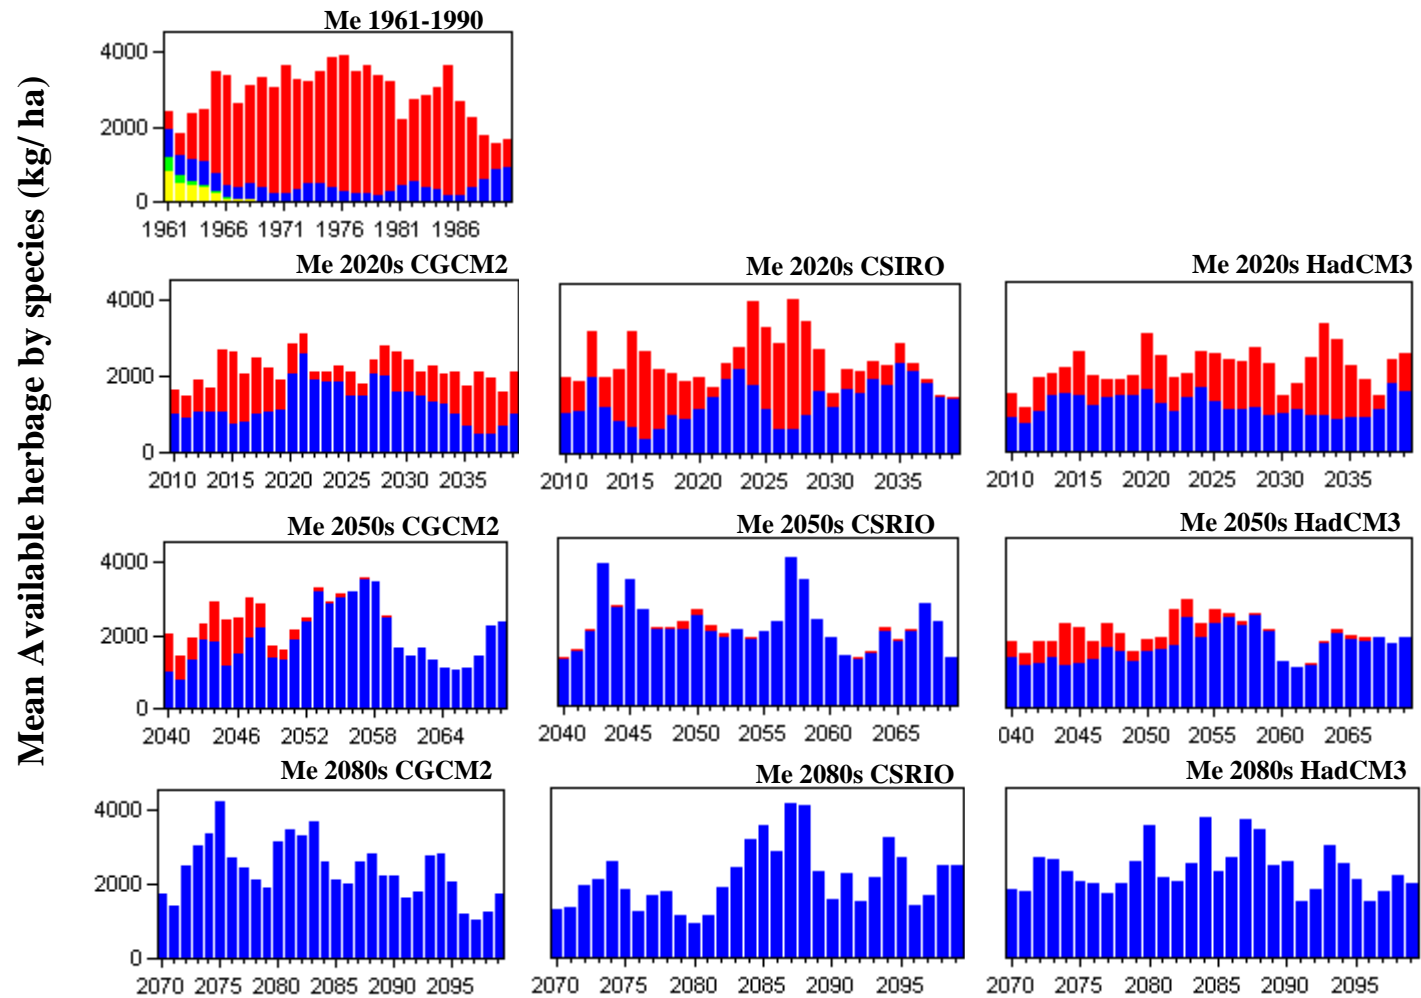 Mean Available herbage by species (kg/ ha)
Me 1961-1990
4000
2000
0
1961 1966 1971 1976 1981 1986
Me 2020s CGCM2
4000
2000
0
2010 2015 2020 2025 2030 2035
Me 2020s CSIRO
2010 2015 2020 2025 2030 2035
Me 2020s HadCM3
2010 2015 2020 2025 2030 2035
Me 2050s CGCM2
4000
2000
0
2040 2046 2052 2058 2064
Me 2050s CSRIO
2040 2045 2050 2055 2060 2065
Me 2050s HadCM3
040 2045 2050 2055 2060 2065
Me 2080s CGCM2
4000
2000
0
2070 2075 2080 2085 2090 2095
Me 2080s CSRIO
2070 2075 2080 2085 2090 2095
Me 2080s HadCM3
2070 2075 2080 2085 2090 2095